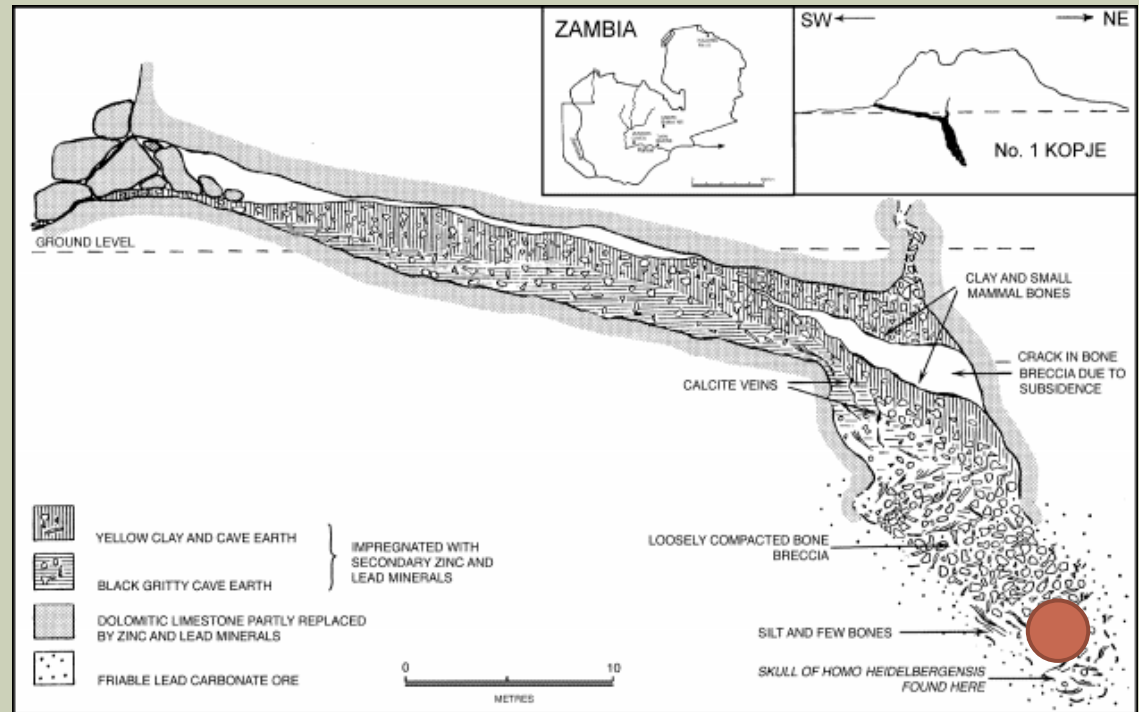 ZAMBIA
SW
NE
No. 1 KOPJE
GROUND LEVEL
CLAY AND SMALL
MAMMAL BONES
CRACK IN BONE
BRECCIA DUE TO
SUBSIDENCE
CALCITE VEINS
YELLOW CLAY AND CAVE EARTH
BLACK GRITTY CAVE EARTH
IMPREGNATED WITH
SECONDARY ZINC AND
LEAD MINERALS
DOLOMITIC LIMESTONE PARTLY REPLACED
BY ZINC AND LEAD MINERALS
FRIABLE LEAD CARBONATE ORE
LOOSELY COMPACTED BONE
BRECCIA
SILT AND FEW BONES
SKULL OF HOMO HEIDELBERGENSIS
FOUND HERE
0
10
METRES